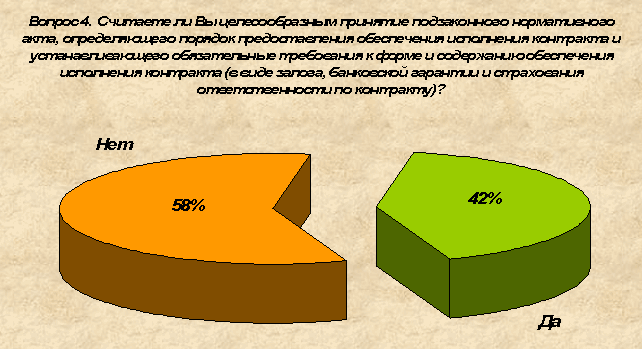 Вопрос 4. Считаете ли Вы целесообразным принятие подзаконного нормативного
акта, определяющего порядок предоставления обеспечения исполнения контракта и
устанавливающего обязательные требования к форме и содержанию обеспечения
исполнения контракта (в виде залога, банковской гарантии и страхования
ответственности по контракту)?
Нет
58%
42%
Да